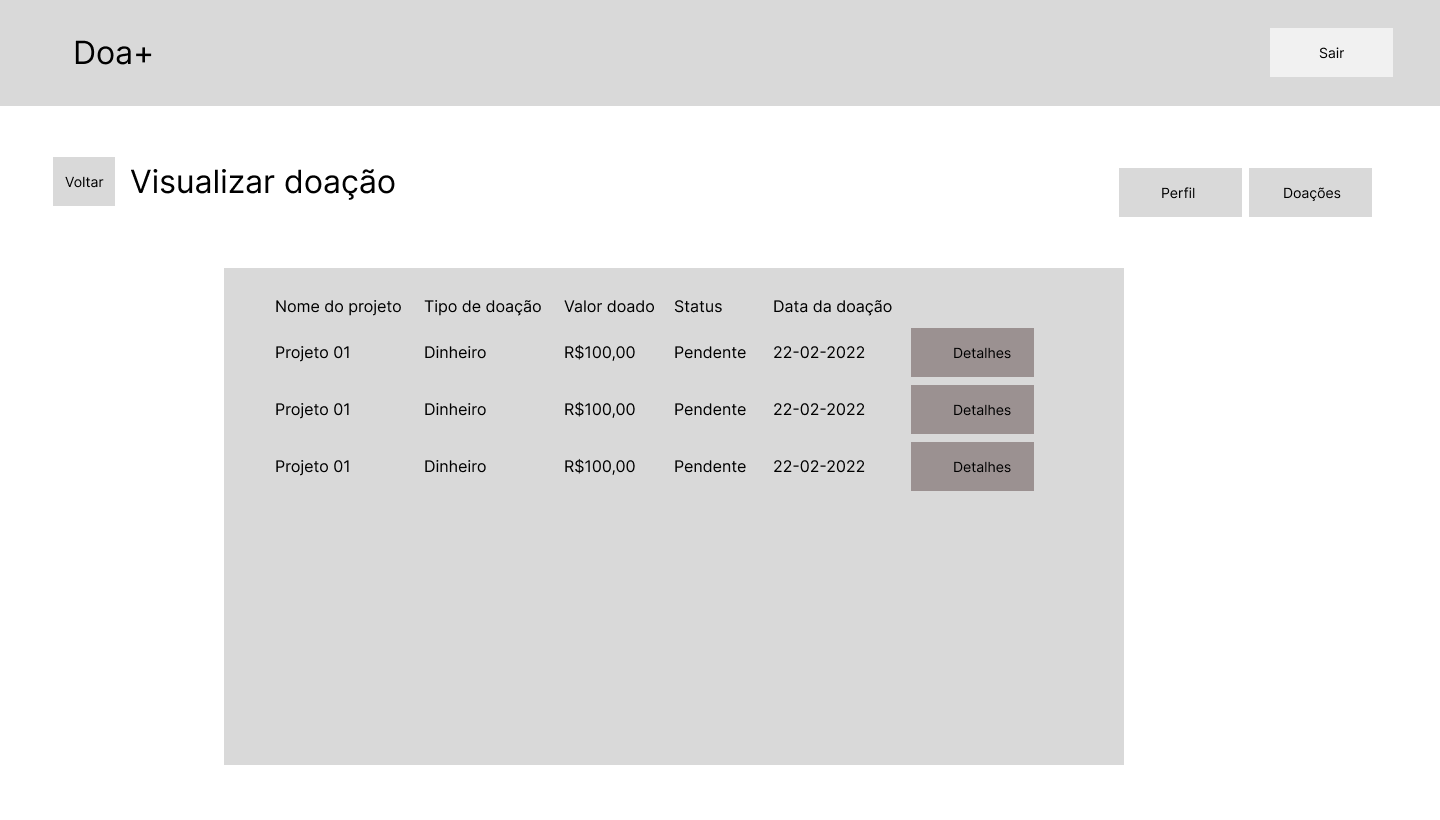 Doa+
Sair
Voltar
Visualizar doação
Perfil
Doações
Nome do projeto Tipo de doação Valor doado Status Data da doação
Projeto 01 Dinheiro R$100,00 Pendente 22-02-2022 Detalhes
Projeto 01 Dinheiro R$100,00 Pendente 22-02-2022 Detalhes
Projeto 01 Dinheiro R$100,00 Pendente 22-02-2022 Detalhes